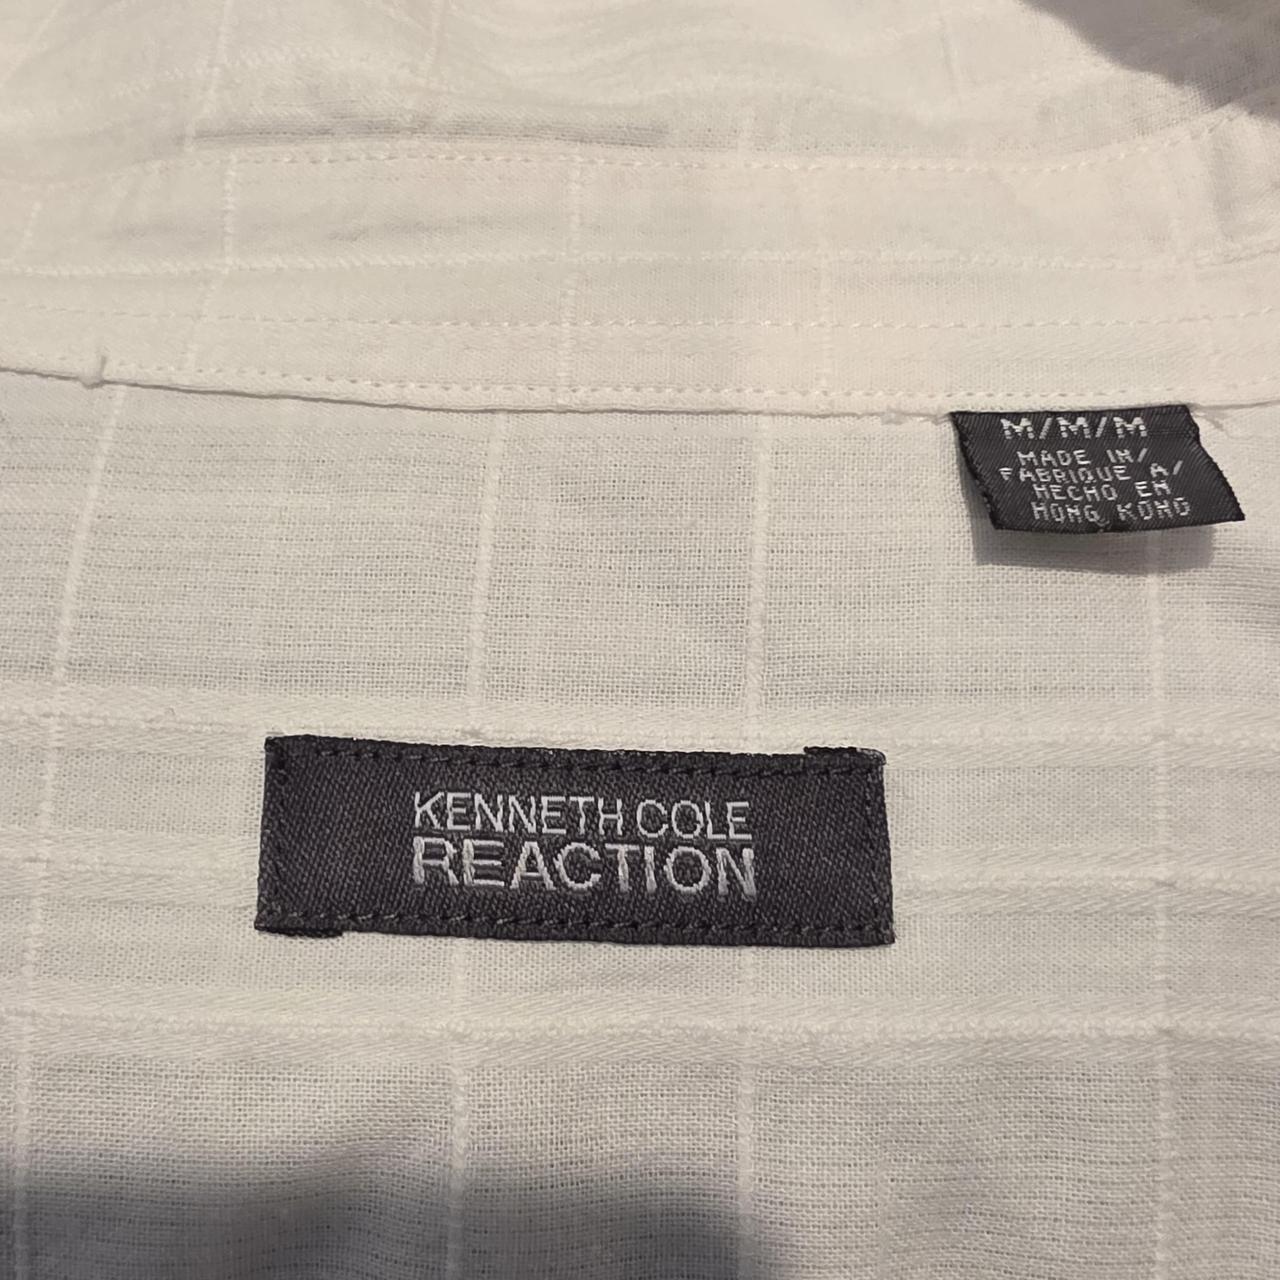 M/M/M
MADE IN/
FABRIQUE A/
HECHO EN
HONG KONG
KENNETH COLE
REACTION